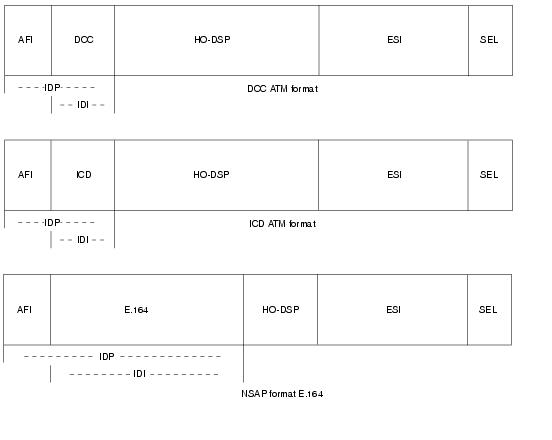 AFI DCC HO-DSP ESI SEL
IDP
DCC ATM format
IDI
AFI ICD HO-DSP ESI SEL
IDP
ICD ATM format
IDI
AFI E.164 HO-DSP ESI SEL
IDP
IDI
NSAP format E.164